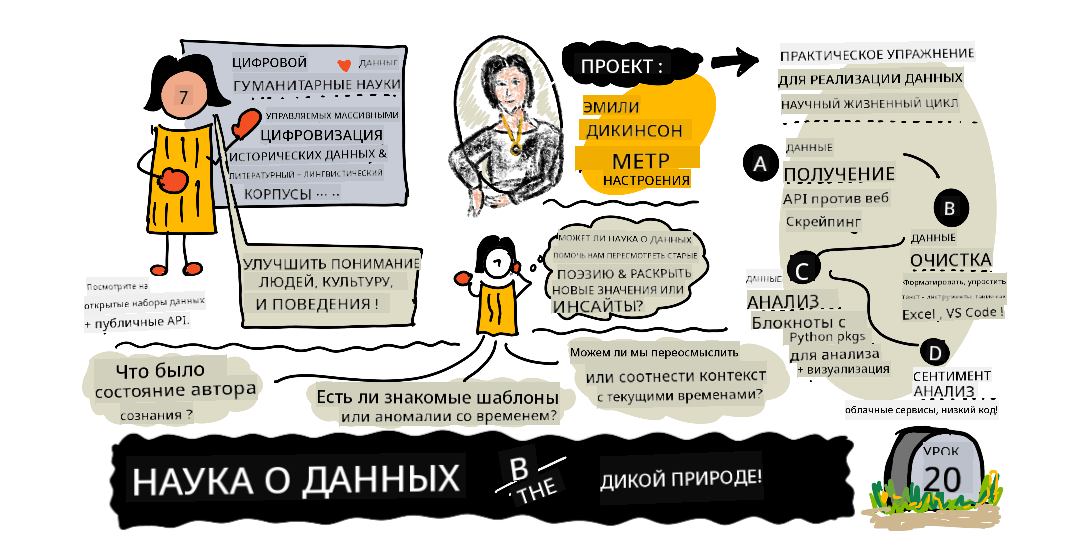 7
ЦИФРОВОЙ ДАННЫЕ
ГУМАНИТАРНЫЕ НАУКИ
УПРАВЛЯЕМЫХ МАССИВНЫМИ
ЦИФРОВИЗАЦИЯ
ИСТОРИЧЕСКИХ ДАННЫХ &
ЛИТЕРАТУРНЫЙ - ЛИНГВИСТИЧЕСКИЙ
КОРПУСЫ ... ..
УЛУЧШИТЬ ПОНИМАНИЕ
ЛЮДЕЙ, КУЛЬТУРУ,
И ПОВЕДЕНИЯ !
Посмотрите на
открытые наборы данных
+ публичные API.
ПРОЕКТ :
ЭМИЛИ
ДИКИНСОН
МЕТР
НАСТРОЕНИЯ
МОЖЕТ ЛИ НАУКА О ДАННЫХ
ПОМОЧЬ НАМ ПЕРЕСМОТРЕТЬ СТАРЫЕ
ПОЭЗИЮ & РАСКРЫТЬ
НОВЫЕ ЗНАЧЕНИЯ ИЛИ
ИНСАЙТЫ?
Что было
состояние автора
сознания ?
Есть ли знакомые шаблоны
или аномалии со временем?
Можем ли мы переосмыслить
или соотнести контекст
с текущими временами?
ПРАКТИЧЕСКОЕ УПРАЖНЕНИЕ
ДЛЯ РЕАЛИЗАЦИИ ДАННЫХ
НАУЧНЫЙ ЖИЗНЕННЫЙ ЦИКЛ
A
ДАННЫЕ
ПОЛУЧЕНИЕ
API против веб
Скрейпинг
B
ДАННЫЕ
ОЧИСТКА
Форматировать, упростить
Excel , VS Code !
C
ДАННЫЕ
АНАЛИЗ
Блокноты с
Python pkgs
для анализа
+ визуализация
D
СЕНТИМЕНТ
АНАЛИЗ
облачные сервисы, низкий код!
НАУКА О ДАННЫХ
В
THE
ДИКОЙ ПРИРОДЕ!
УРОК
20